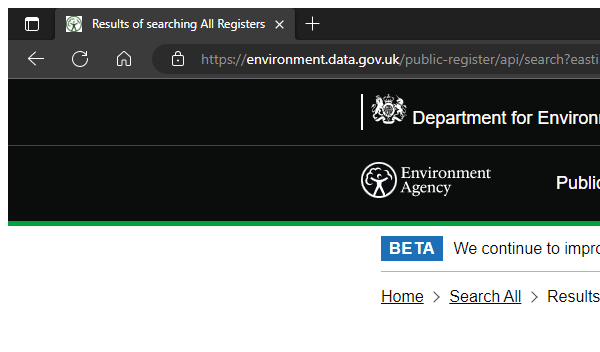 Results of searching All Registers
https://environment.data.gov.uk/public-register/api/search?easti
Department for Environ
Environment
Agency
Public
BETA
We continue to impro
Home > Search All > Results